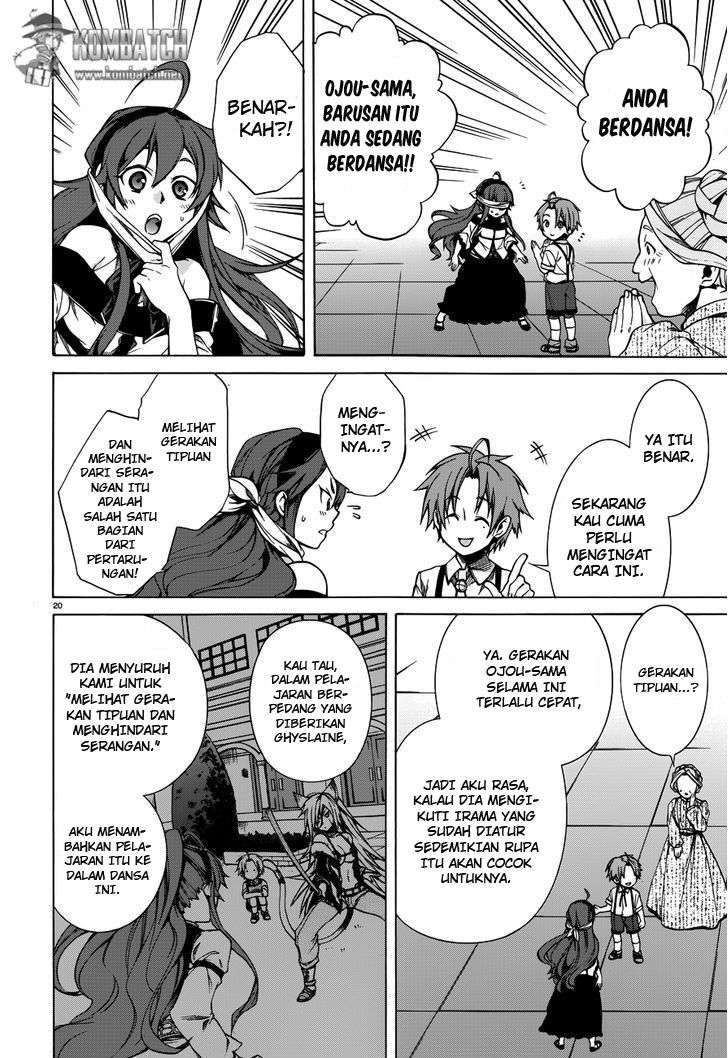 KOMBATCH
www.kombatch.net
ANDA
BERDANSA!
OJOU-SAMA,
BARUSAN ITU
ANDA SEDANG
BERDANSA!!
BENAR-
KAH?!
YA ITU
BENAR.
SEKARANG
KAU CUMA
PERLU
MENGINGAT
CARA INI.
MENG-
INGAT-
NYA...?
MELIHAT
GERAKAN
TIPUAN
DAN
MENGHIN-
DARI SERA-
NGAN ITU
ADALAH
SALAH SATU
BAGIAN
DARI
PERTARU-
NGAN!
20
GERAKAN
TIPUAN...?
YA. GERAKAN
OJOU-SAMA
SELAMA INI
TERLALU CEPAT,
JADI AKU RASA,
KALAU DIA MENGI-
KUTI IRAMA YANG
SUDAH DIATUR
SEDEMIKIAN RUPA
ITU AKAN COCOK
UNTUKNYA.
KAU TAU,
DALAM PELA-
JARAN BER-
PEDANG YANG
DIBERIKAN
GHYSLAINE,
DIA MENYURUH
KAMI UNTUK
"MELIHAT GERA-
KAN TIPUAN DAN
MENGHINDARI
SERANGAN."
AKU MENAM-
BAHKAN PELA-
JARAN ITU KE
DALAM DANSA
INI.